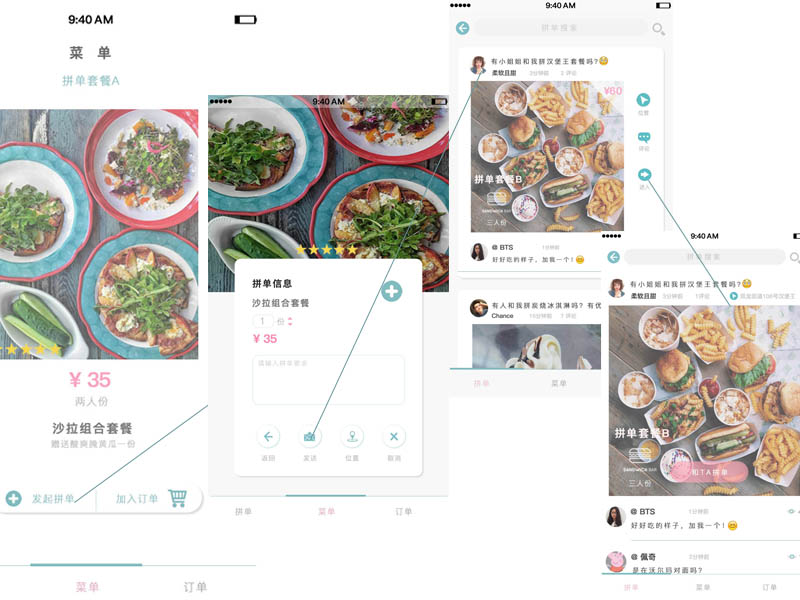 9:40 AM
菜 单
拼单套餐A
¥ 35
两人份
沙拉组合套餐
赠送酸爽腌黄瓜一份
发起拼单
加入订单
菜单
订单
9:40 AM
拼单信息
沙拉组合套餐
1 份
¥ 35
请输入拼单要求
返回
发送
位置
取消
拼单
菜单
订单
9:40 AM
拼单搜索
有小姐姐和我拼汉堡王套餐吗?
柔软且甜 3分钟前 2 评论
¥60
位置
评论
进入
拼单套餐B
SANDWICH BAR
三人份
@ BTS 1分钟前
好好吃的样子，加我一个！
有人和我拼炭烧冰淇淋吗？有优
Chance 15分钟前 7 评论
拼单
菜单
9:40 AM
拼单搜索
有小姐姐和我拼汉堡王套餐吗?
柔软且甜 3分钟前 1评论
拼单套餐B
SANDWICH BAR
三人份
和TA拼单
@ BTS 1分钟前
好好吃的样子，加我一个！
@ 佩奇 3分钟前
是在沃尔玛对面吗?
拼单
菜单
订单